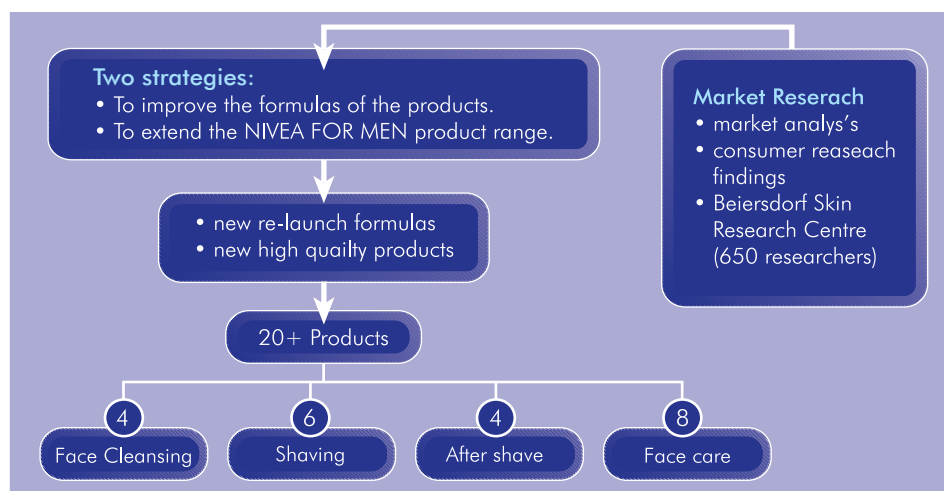 Two strategies:
• To improve the formulas of the products.
• To extend the NIVEA FOR MEN product range.
Market Reserach
• market analys's
• consumer reaseach
findings
• Beiersdorf Skin
Research Centre
(650 researchers)
• new re-launch formulas
• new high quailty products
20+ Products
4
Face Cleansing
6
Shaving
4
After shave
8
Face care